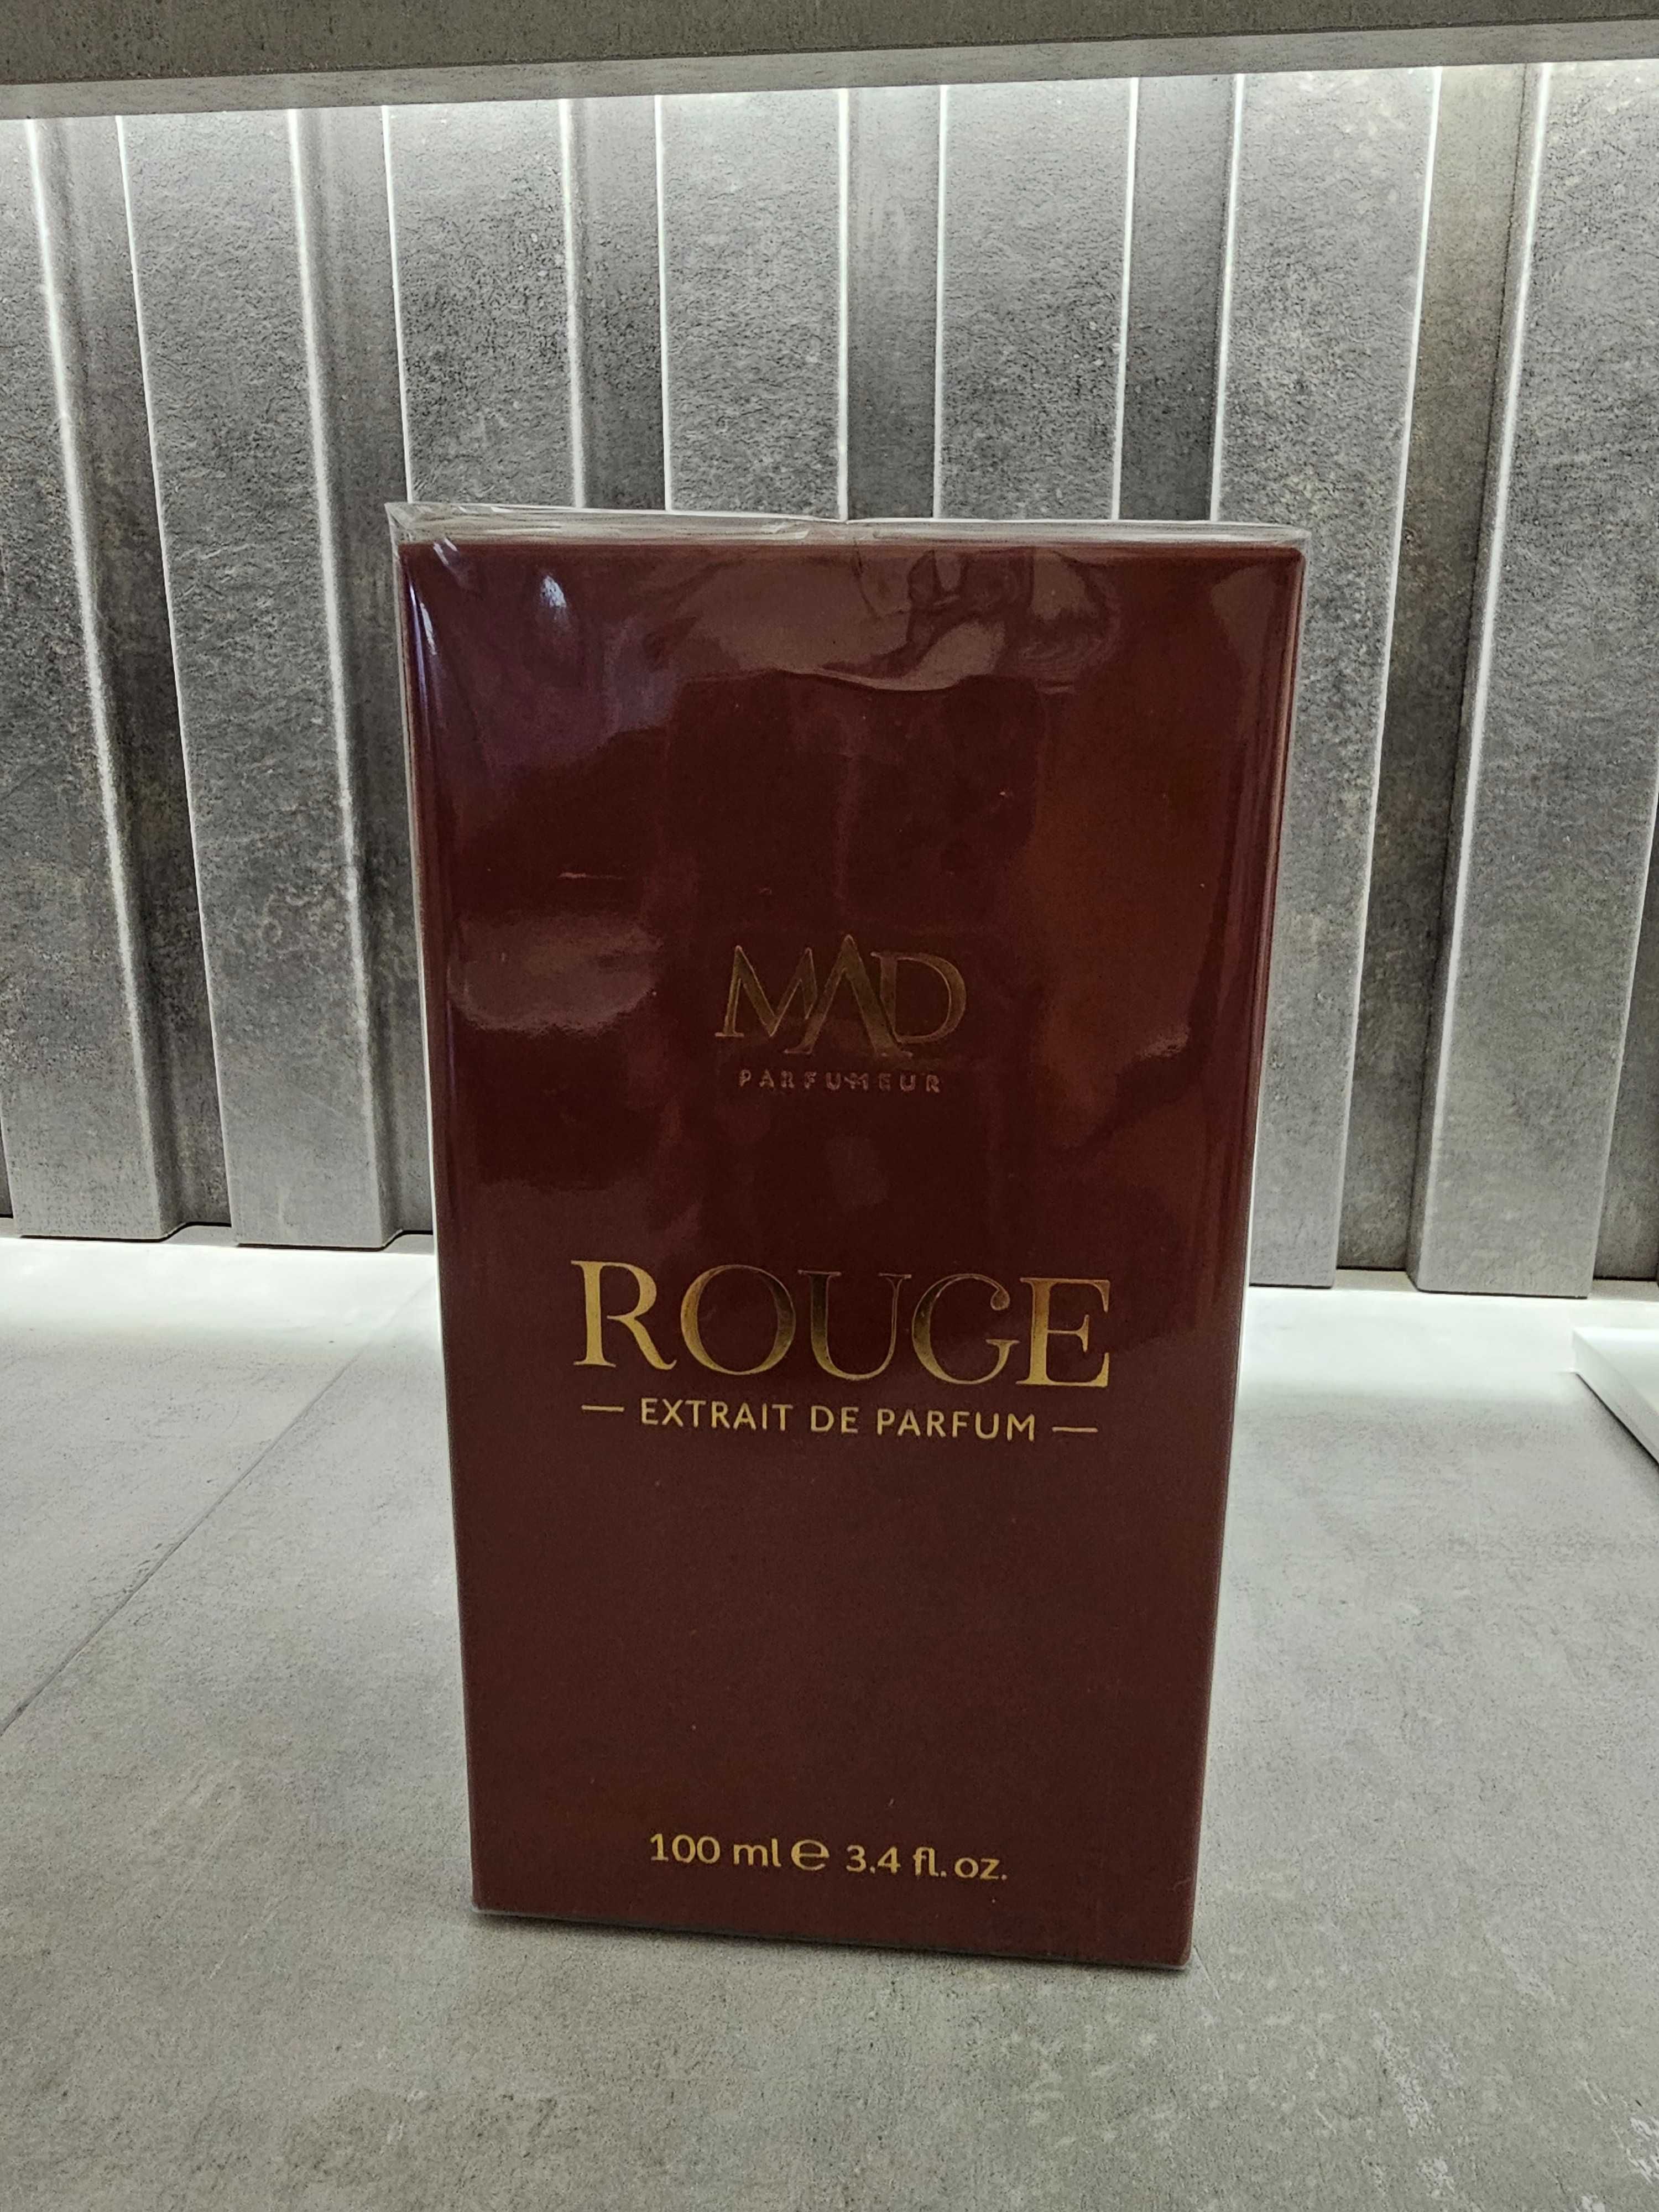 MAD
PARFUMEUR
ROUGE
— EXTRAIT DE PARFUM —
100 ml ℮ 3.4 fl. oz.